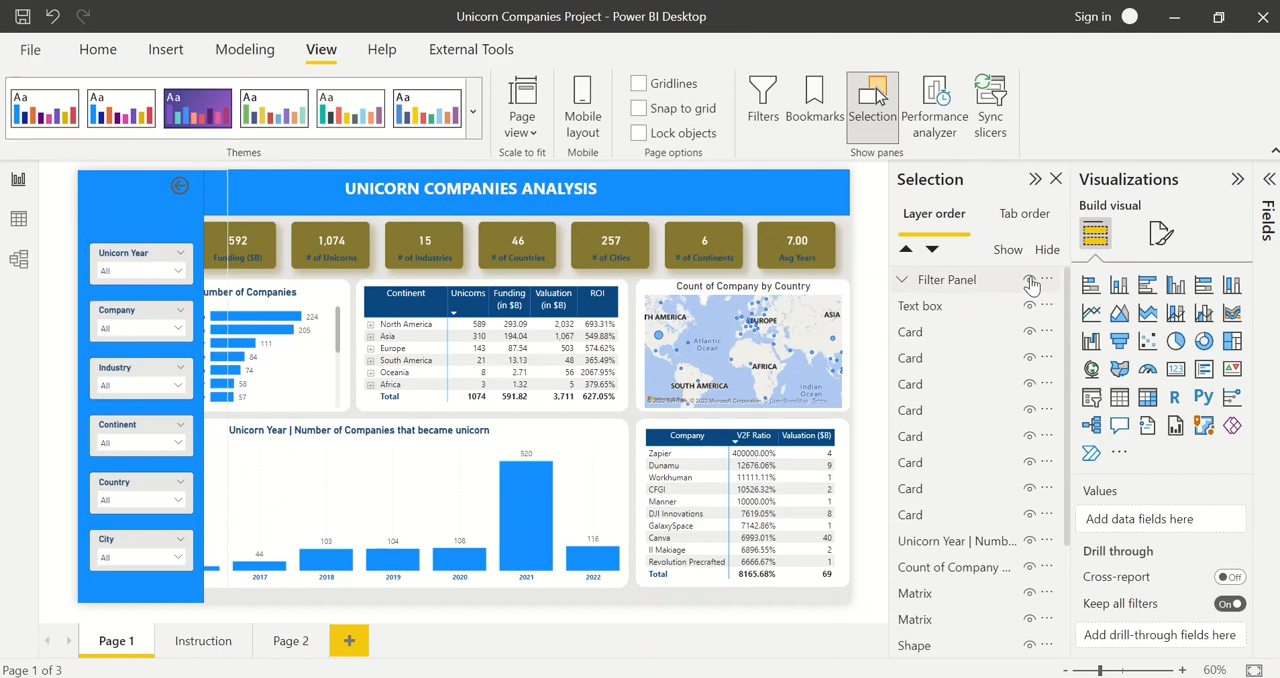 Unicorn Companies Project - Power BI Desktop
Sign in
File Home Insert Modeling View Help External Tools
Aa Aa Aa Aa Aa Aa
Page view
Mobile layout
Gridlines
Snap to grid
Lock objects
Filters
Bookmarks
Selection
Performance analyzer
Sync slicers
Themes
Scale to fit
Mobile
Page options
Show panes
UNICORN COMPANIES ANALYSIS
592
Funding ($B)
1,074
# of Unicorns
15
# of Industries
46
# of Countries
257
# of Cities
6
# of Continents
7.00
Avg Years
Unicorn Year
All
Company
All
Industry
All
Continent
All
Country
All
City
All
umber of Companies
224
205
111
84
74
58
57
Continent Unicorns Funding (in $B) Valuation (in $B) ROI
North America 589 293.09 2,032 693.31%
Asia 310 194.04 1,067 549.88%
Europe 143 87.54 503 574.62%
South America 21 13.13 48 365.49%
Oceania 8 2.71 56 2067.95%
Africa 3 1.32 5 379.65%
Total 1074 591.82 3,711 627.05%
Count of Company by Country
TH AMERICA
EUROPE
ASIA
Atlantic Ocean
AFRICA
SOUTH AMERICA
Indian Ocean
Unicorn Year | Number of Companies that became unicorn
44
103
104
108
520
116
2017 2018 2019 2020 2021 2022
Company V2F Ratio Valuation ($B)
Zapier 400000.00% 4
Dunamu 12676.06% 9
Workhuman 11111.11% 1
CFGI 10526.32% 2
Manner 10000.00% 1
DJI Innovations 7619.05% 8
GalaxySpace 7142.86% 1
Canva 6993.01% 40
Il Makiage 6896.55% 2
Revolution Precrafted 6666.67% 1
Total 8165.68% 69
Selection
Layer order Tab order
Show Hide
Filter Panel
Text box
Card
Card
Card
Card
Card
Card
Card
Card
Unicorn Year | Numb...
Count of Company ...
Matrix
Matrix
Shape
Visualizations
Build visual
123
R
Py
Values
Add data fields here
Drill through
Cross-report
Off
Keep all filters
On
Add drill-through fields here
Fields
Page 1
Instruction
Page 2
Page 1 of 3
60%